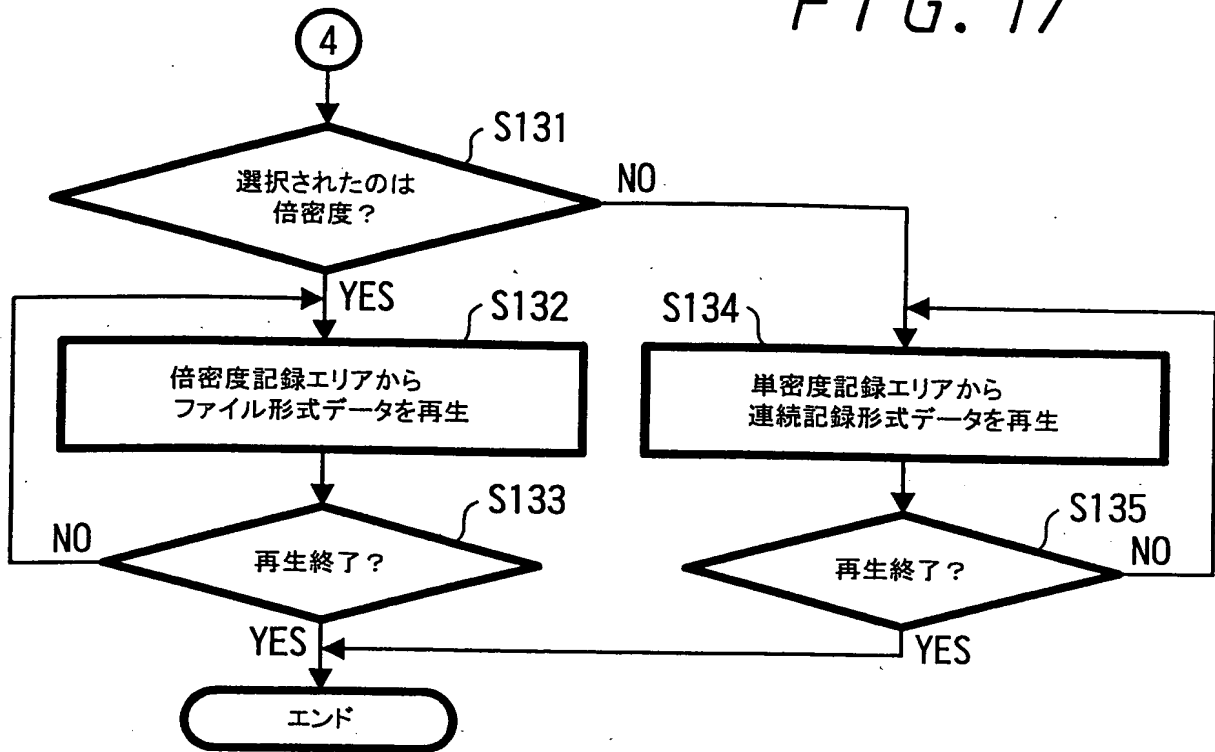 FIG. 17
4
S131
選択されたのは
倍密度？
NO
YES
S132
倍密度記録エリアから
ファイル形式データを再生
S134
単密度記録エリアから
連続記録形式データを再生
S133
再生終了？
NO
YES
S135
再生終了？
NO
YES
エンド